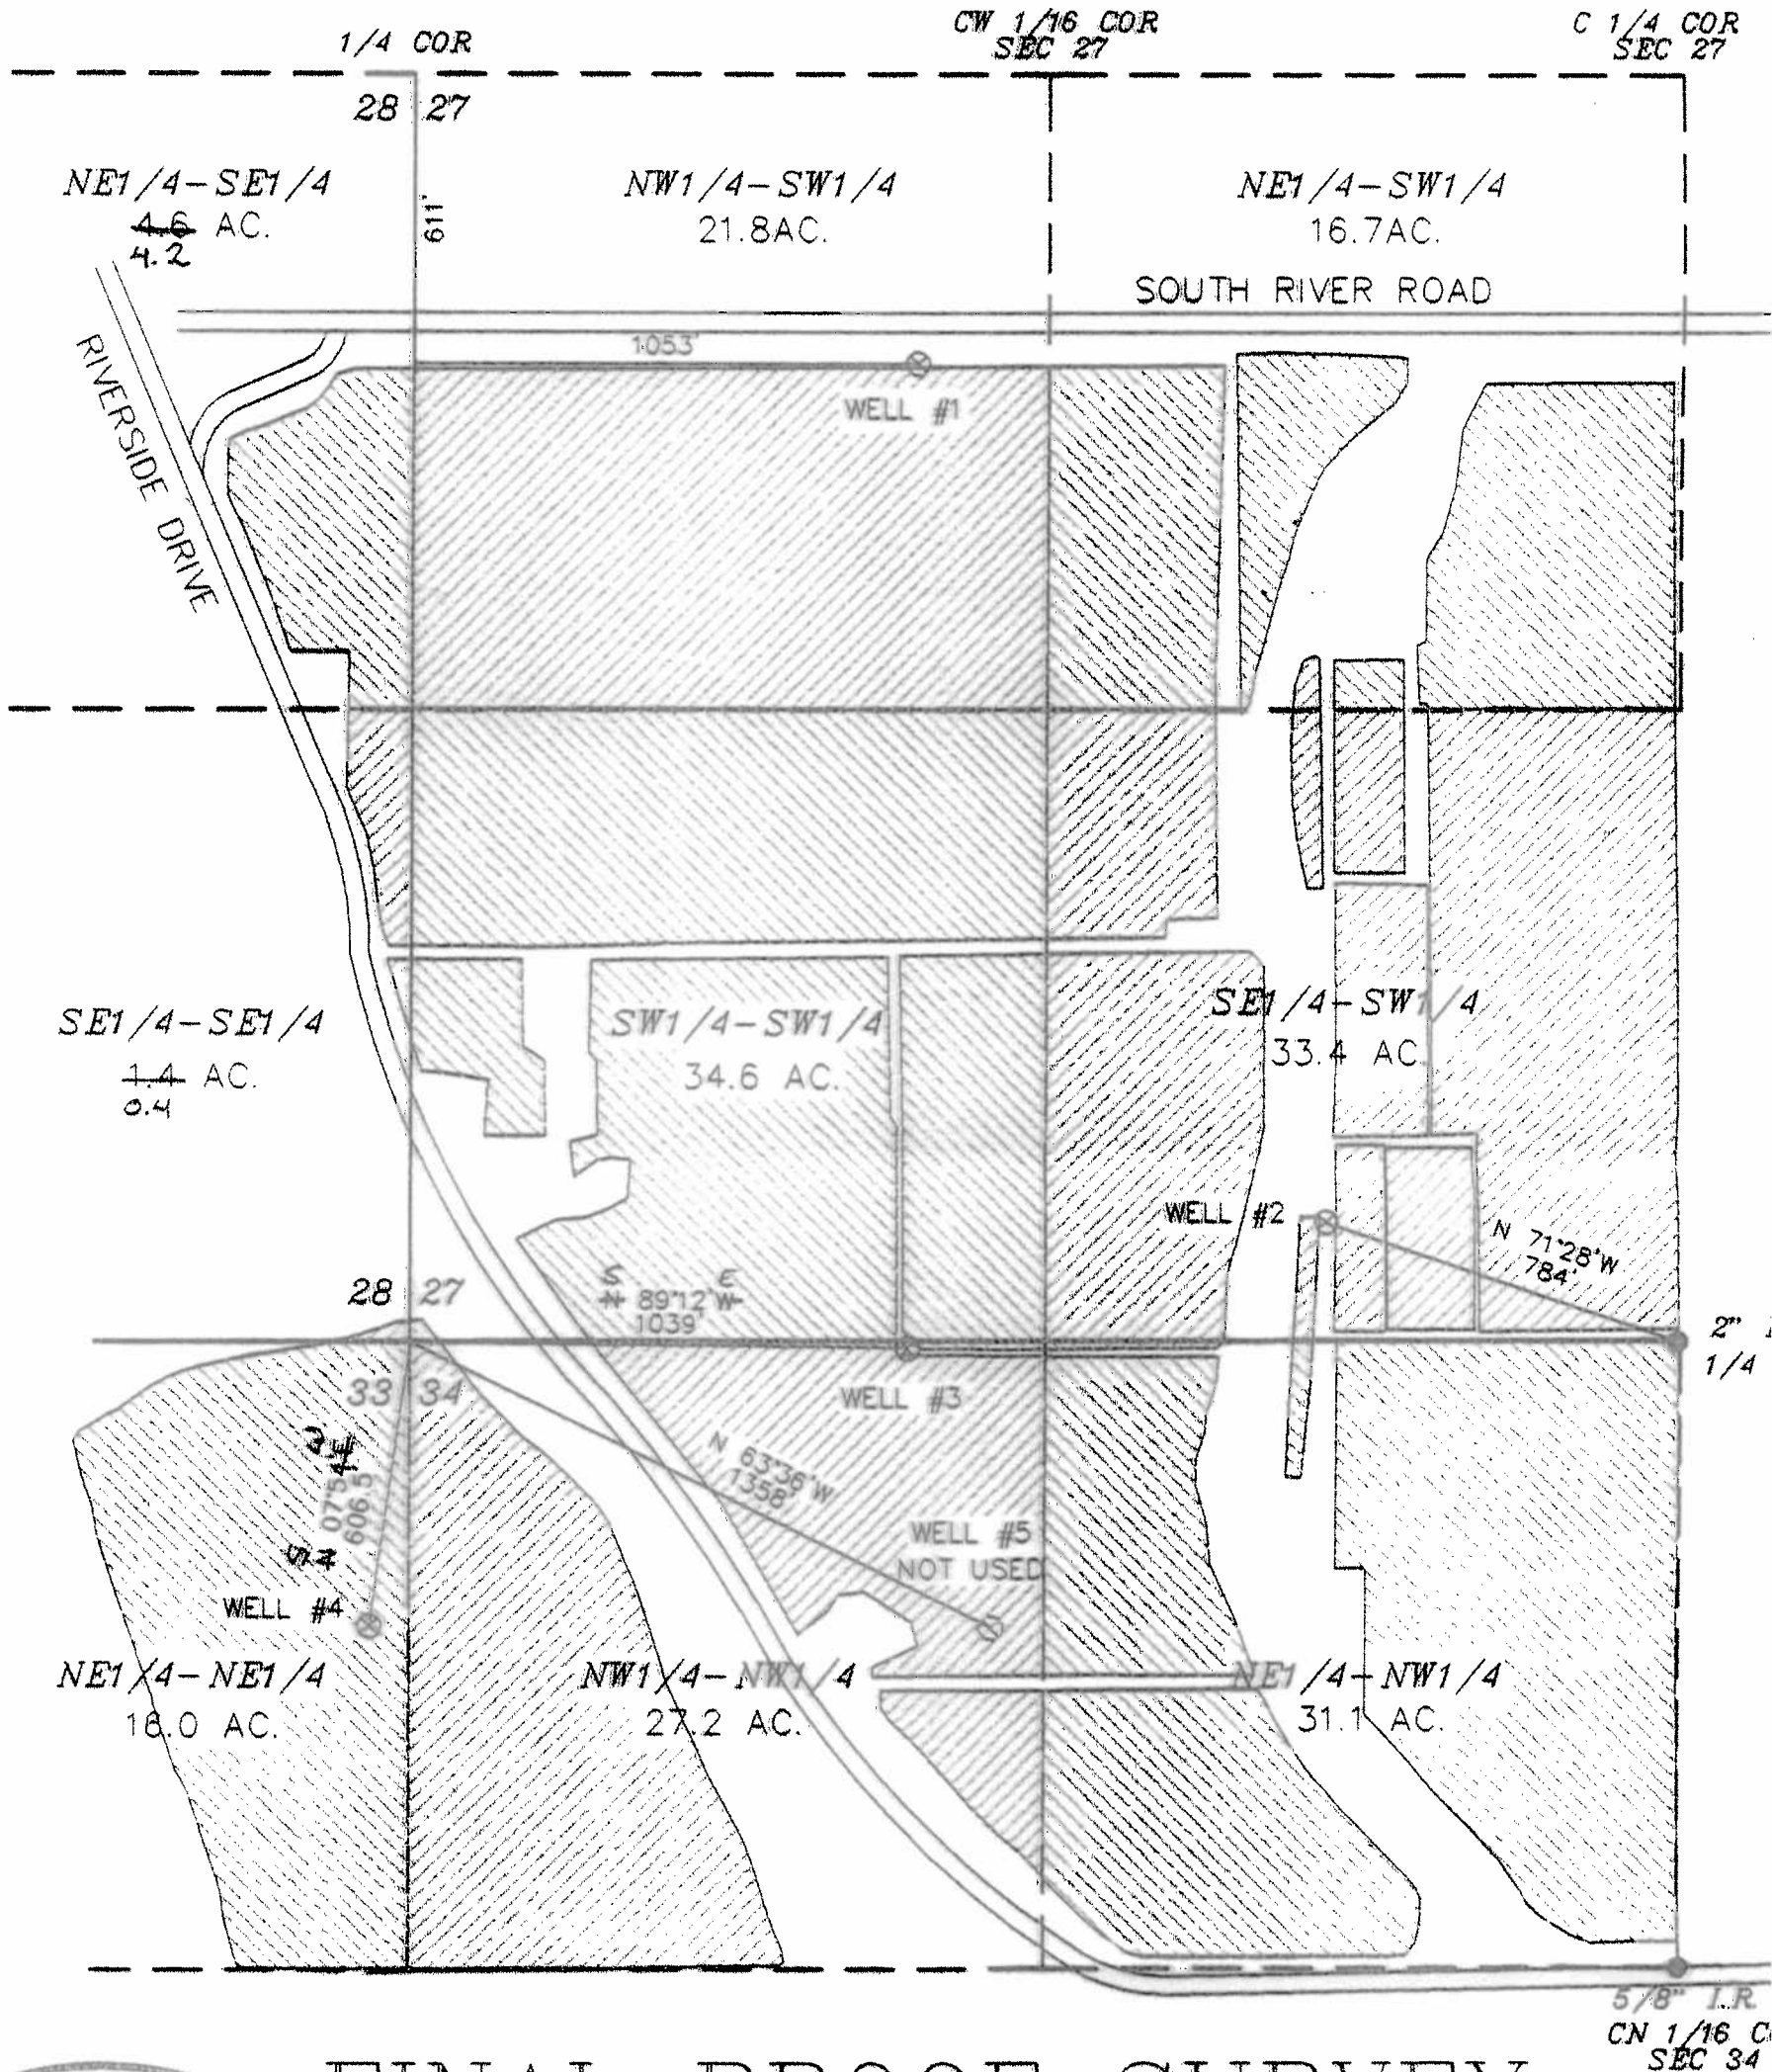 1/4 COR
CW 1/16 COR
SEC 27
C 1/4 COR
SEC 27
28 27
NE1/4-SE1/4
4.6 AC.
4.2
611'
NW1/4-SW1/4
21.8AC.
NE1/4-SW1/4
16.7AC.
SOUTH RIVER ROAD
RIVERSIDE DRIVE
1053'
WELL #1
SE1/4-SE1/4
1.4 AC.
0.4
SW1/4-SW1/4
34.6 AC.
SE1/4-SW1/4
33.4 AC.
WELL #2
N 71°28'W
784'
28 27
S E
N 89°12'W
1039'
2"
1/4
33 34
WELL #3
N 63°36'W
1358'
WELL #5
NOT USED
34
075
606.5
WELL #4
NE1/4-NE1/4
18.0 AC.
NW1/4-NW1/4
27.2 AC.
NE1/4-NW1/4
31.1 AC.
5/8" I.R.
CN 1/16 C
SEC 34
FINAL PROOF SURVEY